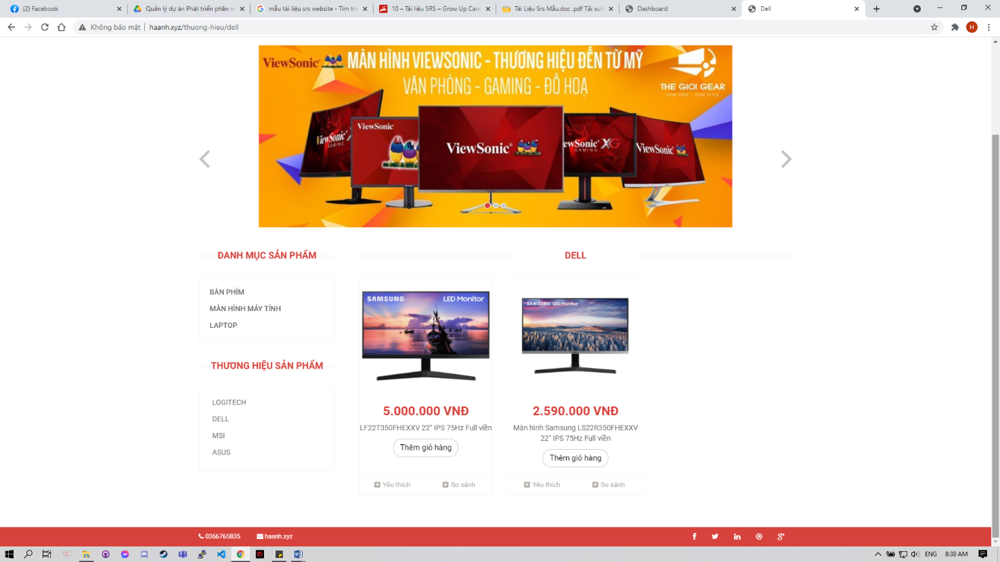 (2) Facebook
Quản lý dự án Phát triển phần m
mẫu tài liệu srs website - Tìm trê
10 – Tài liệu SRS – Grow Up Care
Tài Liệu Srs Mẫu.doc .pdf Tải xuố
Dashboard
Dell
Không bảo mật | haanh.xyz/thuong-hieu/dell
H
ViewSonic® MÀN HÌNH VIEWSONIC - THƯƠNG HIỆU ĐẾN TỪ MỸ
VĂN PHÒNG - GAMING - ĐỒ HOẠ
THE GIOI GEAR
YOUR GEAR - YOUR STYLE
ViewSonic
GAMING
ViewSonic®
ViewSonic®
ewSonic® XG
GAMING
ViewSonic®
DANH MỤC SẢN PHẨM
BÀN PHÍM
MÀN HÌNH MÁY TÍNH
LAPTOP
THƯƠNG HIỆU SẢN PHẨM
LOGITECH
DELL
MSI
ASUS
DELL
SAMSUNG LED Monitor
5.000.000 VNĐ
LF22T350FHEXXV 22" IPS 75Hz Full viền
Thêm giỏ hàng
Yêu thích So sánh
SAMSUNG LED Monitor
2.590.000 VNĐ
Màn hình Samsung LS22R350FHEXXV
22" IPS 75Hz Full viền
Thêm giỏ hàng
Yêu thích So sánh
0366765835 haanh.xyz
ENG 8:38 AM